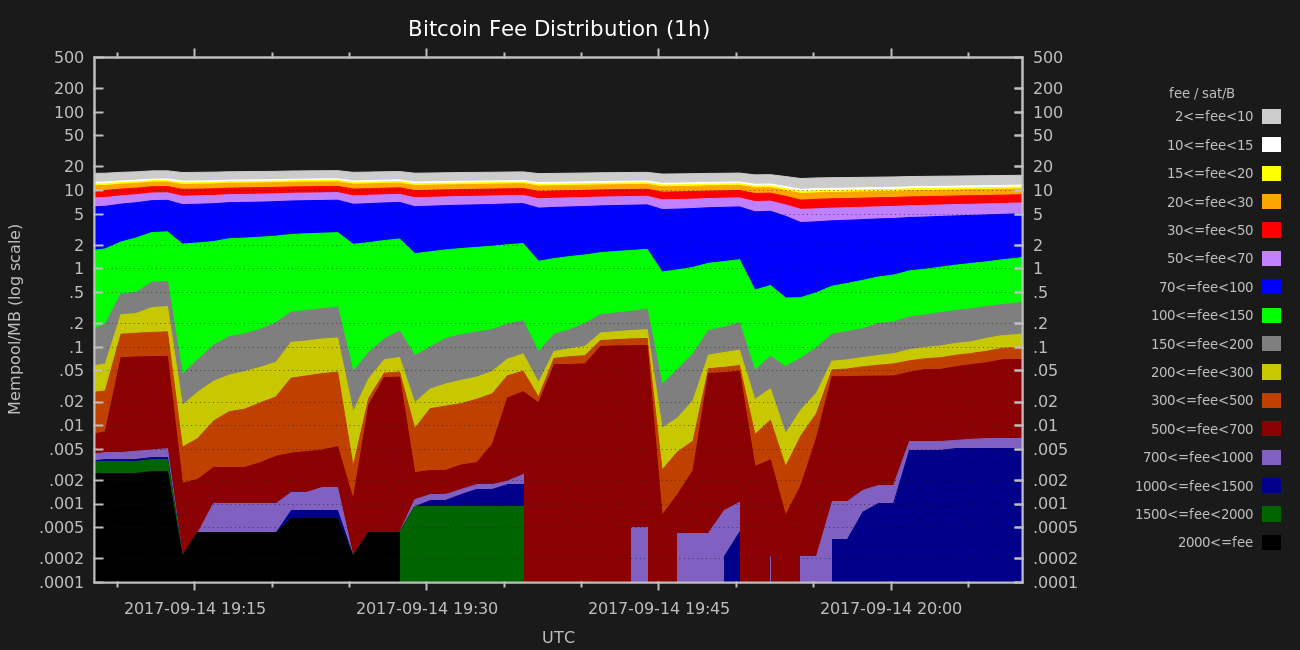 Bitcoin Fee Distribution (1h)
500
200
100
50
20
10
5
2
1
.5
.2
.1
.05
.02
.01
.005
.002
.001
.0005
.0002
.0001
Mempool/MB (log scale)
500
200
100
50
20
10
5
2
1
.5
.2
.1
.05
.02
.01
.005
.002
.001
.0005
.0002
.0001
fee / sat/B
2<=fee<10
10<=fee<15
15<=fee<20
20<=fee<30
30<=fee<50
50<=fee<70
70<=fee<100
100<=fee<150
150<=fee<200
200<=fee<300
300<=fee<500
500<=fee<700
700<=fee<1000
1000<=fee<1500
1500<=fee<2000
2000<=fee
2017-09-14 19:15
2017-09-14 19:30
2017-09-14 19:45
2017-09-14 20:00
UTC